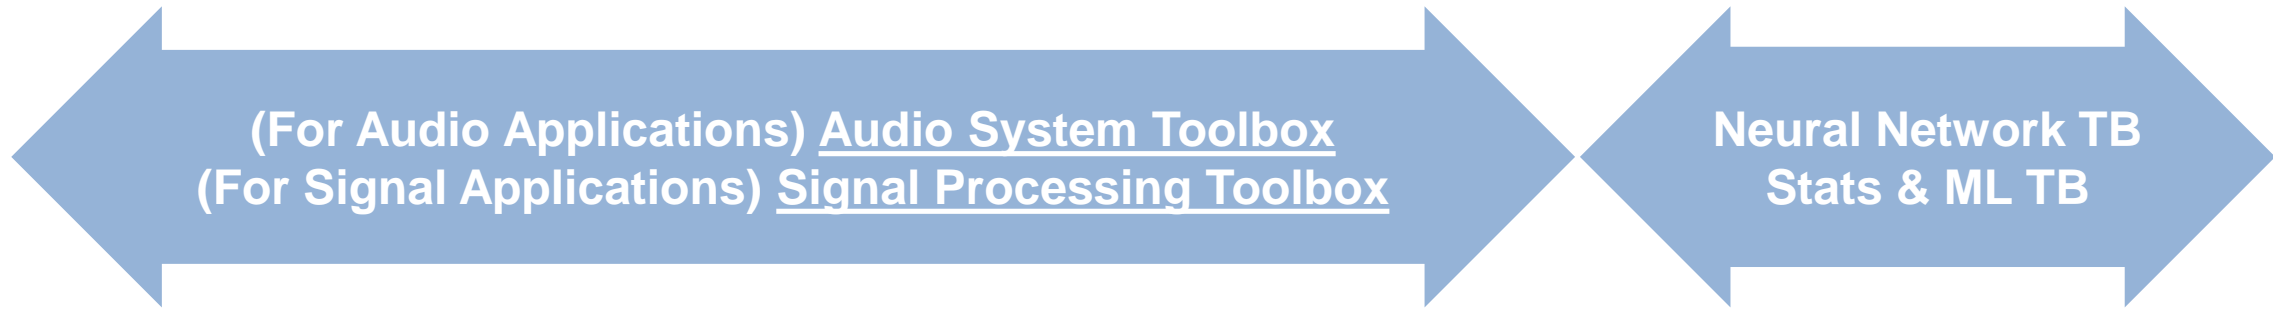 (For Audio Applications) Audio System Toolbox
(For Signal Applications) Signal Processing Toolbox
Neural Network TB
Stats & ML TB